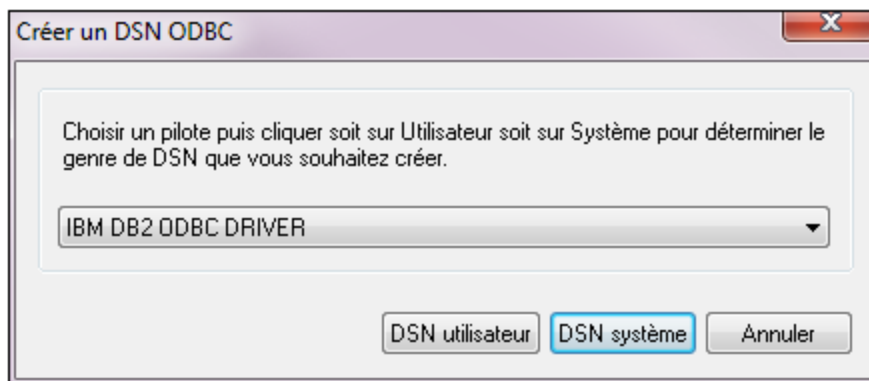 Créer un DSN ODBC
Choisir un pilote puis cliquer soit sur Utilisateur soit sur Système pour déterminer le
genre de DSN que vous souhaitez créer.
IBM DB2 ODBC DRIVER
DSN utilisateur DSN système Annuler